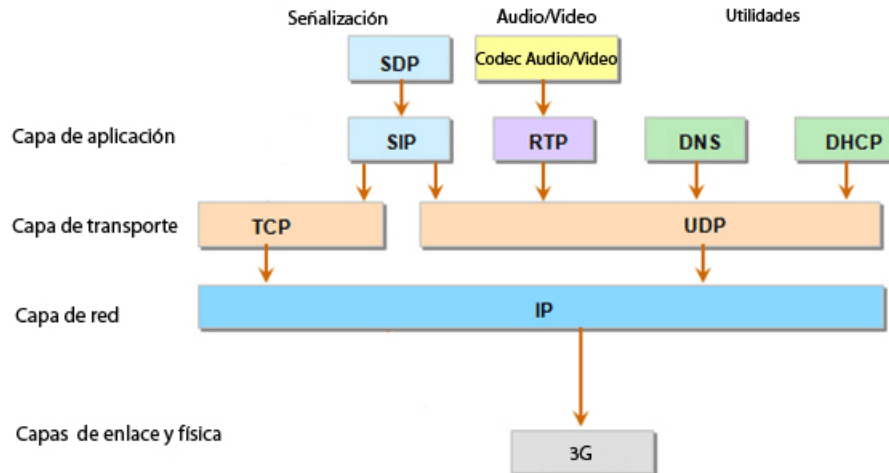 Señalización
Audio/Video
Utilidades
SDP
Codec Audio/Video
Capa de aplicación
SIP
RTP
DNS
DHCP
Capa de transporte
TCP
UDP
Capa de red
IP
Capas de enlace y física
3G